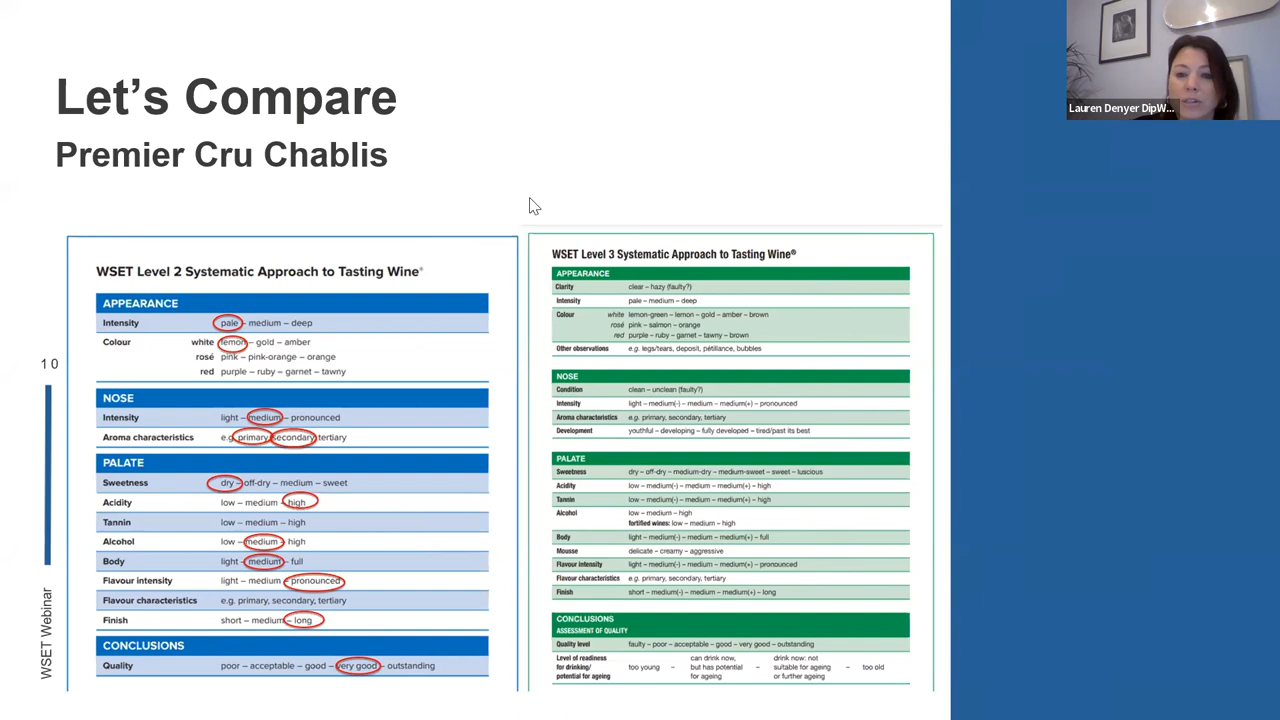 Let's Compare
Premier Cru Chablis
Lauren Denyer DipW...
WSET Level 2 Systematic Approach to Tasting Wine®
APPEARANCE
Intensity pale – medium – deep
Colour white lemon – gold – amber
rosé pink – pink-orange – orange
red purple – ruby – garnet – tawny
NOSE
Intensity light – medium – pronounced
Aroma characteristics e.g. primary, secondary, tertiary
PALATE
Sweetness dry – off-dry – medium – sweet
Acidity low – medium – high
Tannin low – medium – high
Alcohol low – medium – high
Body light – medium – full
Flavour intensity light – medium – pronounced
Flavour characteristics e.g. primary, secondary, tertiary
Finish short – medium – long
CONCLUSIONS
Quality poor – acceptable – good – very good – outstanding
WSET Level 3 Systematic Approach to Tasting Wine®
APPEARANCE
Clarity clear – hazy (faulty?)
Intensity pale – medium – deep
Colour white lemon-green – lemon – gold – amber – brown
rosé pink – salmon – orange
red purple – ruby – garnet – tawny – brown
Other observations e.g. legs/tears, deposit, pétillance, bubbles
NOSE
Condition clean – unclean (faulty?)
Intensity light – medium(-) – medium – medium(+) – pronounced
Aroma characteristics e.g. primary, secondary, tertiary
Development youthful – developing – fully developed – tired/past its best
PALATE
Sweetness dry – off-dry – medium-dry – medium-sweet – sweet – luscious
Acidity low – medium(-) – medium – medium(+) – high
Tannin low – medium(-) – medium – medium(+) – high
Alcohol low – medium – high
fortified wines: low – medium – high
Body light – medium(-) – medium – medium(+) – full
Mousse delicate – creamy – aggressive
Flavour intensity light – medium(-) – medium – medium(+) – pronounced
Flavour characteristics e.g. primary, secondary, tertiary
Finish short – medium(-) – medium – medium(+) – long
CONCLUSIONS
ASSESSMENT OF QUALITY
Quality level faulty – poor – acceptable – good – very good – outstanding
Level of readiness can drink now, drink now: not
for drinking/ too young – but has potential – suitable for ageing – too old
potential for ageing for ageing or further ageing
10
WSET Webinar